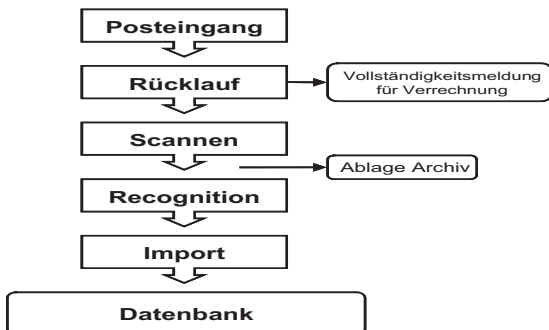 Posteingang
Rücklauf
Vollständigkeitsmeldung
für Verrechnung
Scannen
Ablage Archiv
Recognition
Import
Datenbank